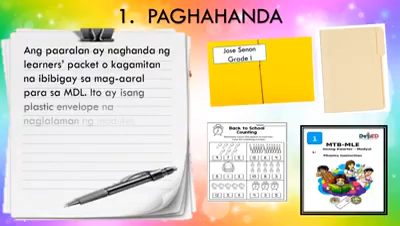 1. PAGHAHANDA
Ang paaralan ay naghanda ng
learners' packet o kagamitan
na ibibigay sa mag-aaral
para sa MDL. Ito ay isang
plastic envelope na
naglalaman ng modules,
Jose Senon
Grade I
Back to School
Counting
1
DepED
MTB-MLE